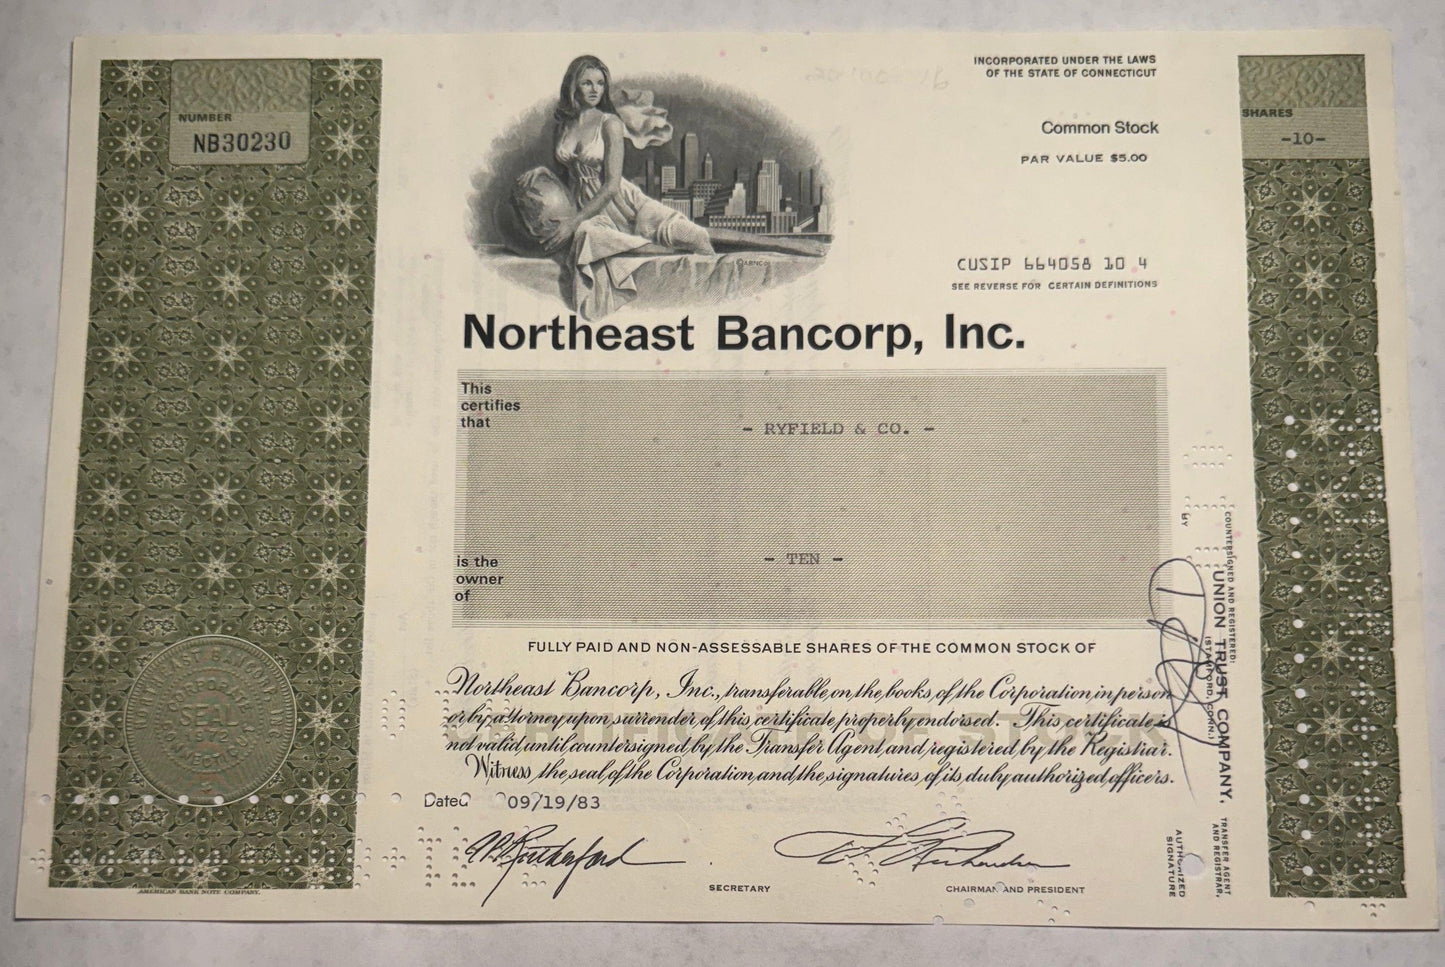 NUMBER
NB30230
INCORPORATED UNDER THE LAWS
OF THE STATE OF CONNECTICUT
Common Stock
PAR VALUE $5.00
SHARES
-10-
CUSIP 664058 10 4
SEE REVERSE FOR CERTAIN DEFINITIONS
Northeast Bancorp, Inc.
This
certifies
that
- RYFIELD & CO. -
is the
owner
of
- TEN -
FULLY PAID AND NON-ASSESSABLE SHARES OF THE COMMON STOCK OF
CERTIFICATE OF STOCK
Northeast Bancorp, Inc., transferable on the books of the Corporation in person
or by attorney upon surrender of this certificate properly endorsed. This certificate is
not valid until countersigned by the Transfer Agent and registered by the Registrar.
Witness, the seal of the Corporation and the signatures of its duly authorized officers.
Dated 09/19/83
SECRETARY
CHAIRMAN AND PRESIDENT
COUNTERSIGNED AND REGISTERED:
UNION TRUST COMPANY,
(STAMFORD, CONN.)
TRANSFER AGENT
AND REGISTRAR,
BY
AUTHORIZED
SIGNATURE
SEAL
AMERICAN BANK NOTE COMPANY.